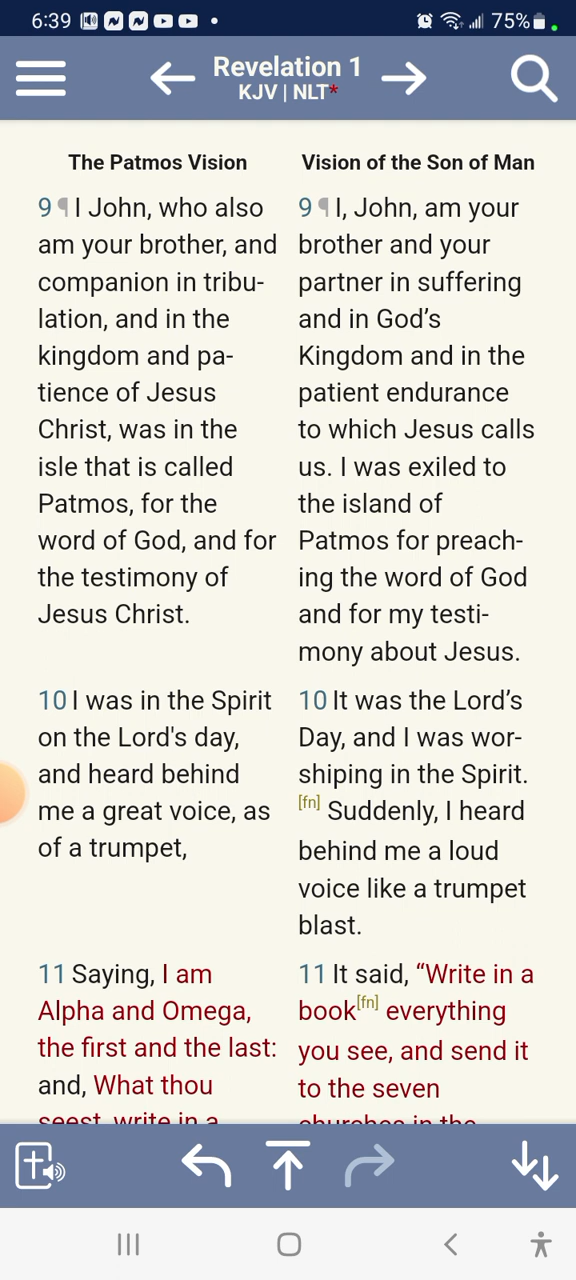 6:39
75%
Revelation 1
KJV | NLT*
The Patmos Vision
9 ¶ I John, who also
am your brother, and
companion in tribu-
lation, and in the
kingdom and pa-
tience of Jesus
Christ, was in the
isle that is called
Patmos, for the
word of God, and for
the testimony of
Jesus Christ.
10 I was in the Spirit
on the Lord's day,
and heard behind
me a great voice, as
of a trumpet,
11 Saying, I am
Alpha and Omega,
the first and the last:
and, What thou
seest, write in a
Vision of the Son of Man
9 ¶ I, John, am your
brother and your
partner in suffering
and in God’s
Kingdom and in the
patient endurance
to which Jesus calls
us. I was exiled to
the island of
Patmos for preach-
ing the word of God
and for my testi-
mony about Jesus.
10 It was the Lord’s
Day, and I was wor-
shiping in the Spirit.
[fn] Suddenly, I heard
behind me a loud
voice like a trumpet
blast.
11 It said, “Write in a
book[fn] everything
you see, and send it
to the seven
churches in the